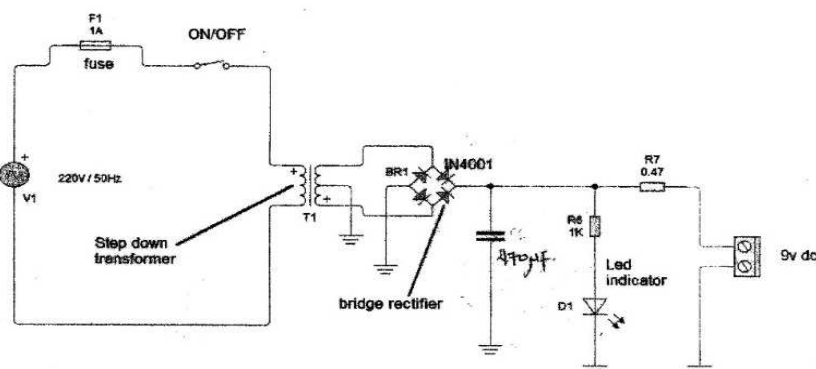 F1
1A
fuse
ON/OFF
+
V1
220V / 50Hz
+
+
T1
Step down
transformer
BR1
IN4001
bridge rectifier
470µF
R6
1K
Led
indicator
D1
R7
0.47
9v dc